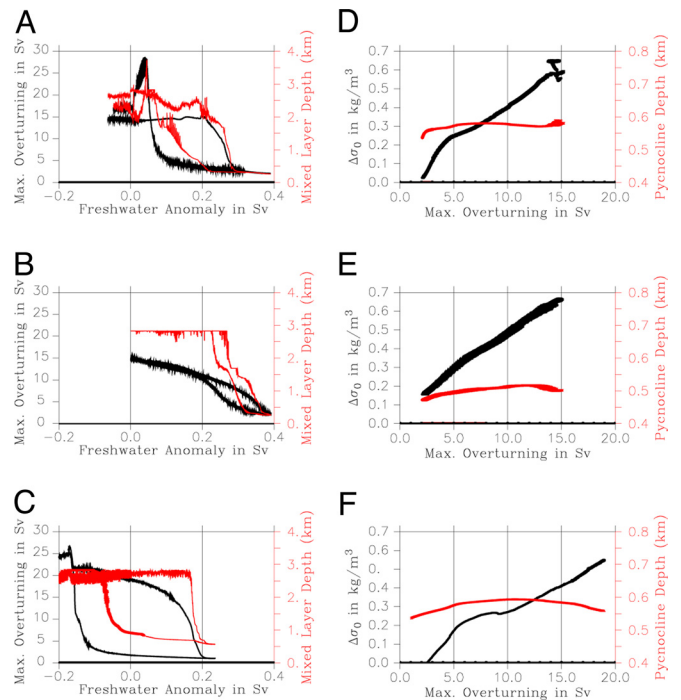 A
Max. Overturning in Sv
30
25
20
15
10
5
0
4.
3.
2.
1.
0.
Mixed Layer Depth (km)
−0.2 0.0 0.2 0.4
Freshwater Anomaly in Sv
D
Δσ0 in kg/m3
0.7
0.6
0.5
0.4
0.3
0.2
0.1
0.0
0.8
0.7
0.6
0.5
0.4
Pycnocline Depth (km)
0.0 5.0 10.0 15.0 20.0
Max. Overturning in Sv
B
Max. Overturning in Sv
30
25
20
15
10
5
0
4.
3.
2.
1.
0.
Mixed Layer Depth (km)
−0.2 0.0 0.2 0.4
Freshwater Anomaly in Sv
E
Δσ0 in kg/m3
0.7
0.6
0.5
0.4
0.3
0.2
0.1
0.0
0.8
0.7
0.6
0.5
0.4
Pycnocline Depth (km)
0.0 5.0 10.0 15.0 20.0
Max. Overturning in Sv
C
Max. Overturning in Sv
30
25
20
15
10
5
0
4.
3.
2.
1.
0.
Mixed Layer Depth (km)
−0.2 0.0 0.2 0.4
Freshwater Anomaly in Sv
F
Δσ0 in kg/m3
0.7
0.6
0.5
0.4
0.3
0.2
0.1
0.0
0.8
0.7
0.6
0.5
0.4
Pycnocline Depth (km)
0.0 5.0 10.0 15.0 20.0
Max. Overturning in Sv